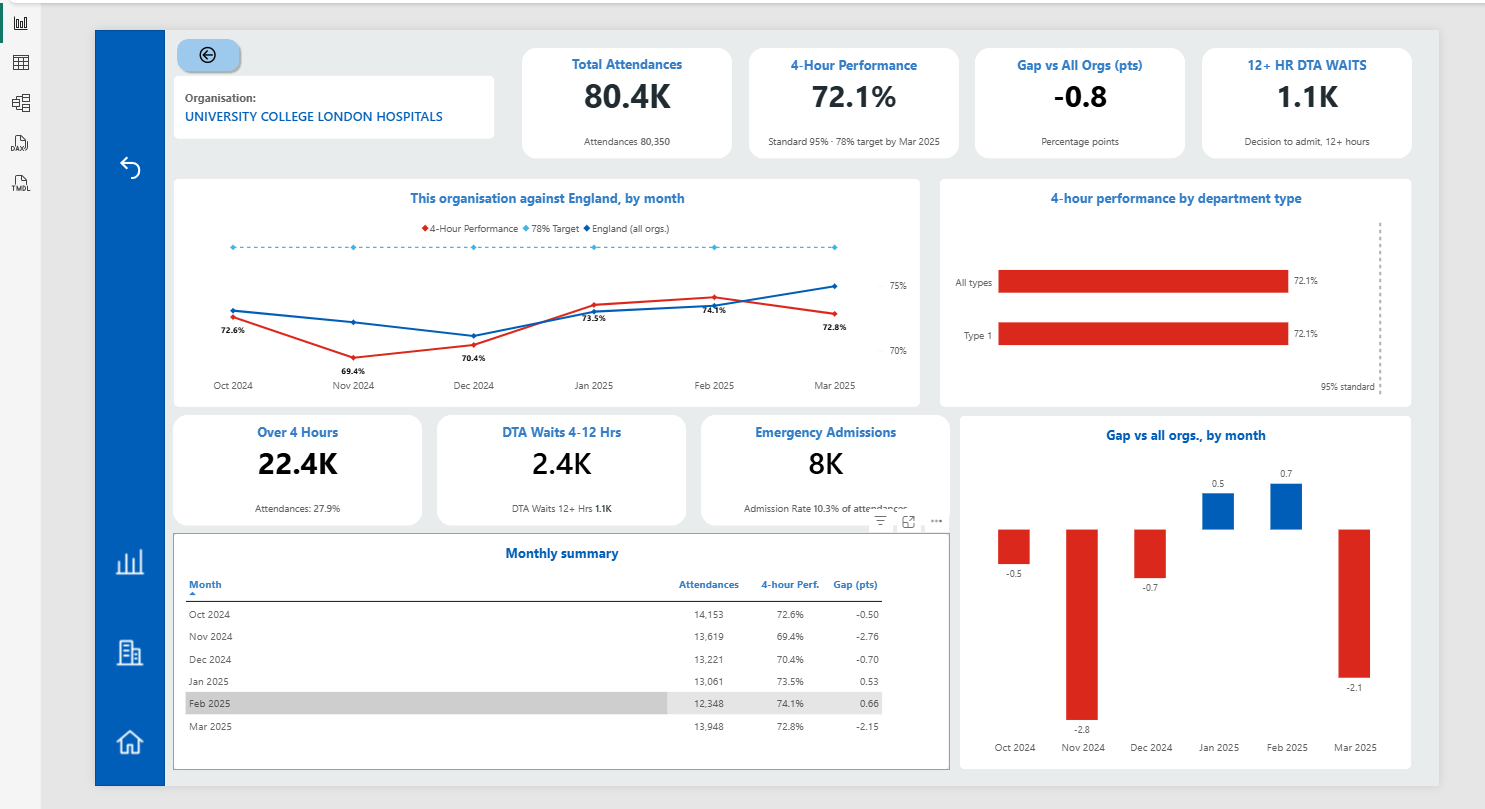 DAX
TMDL
Organisation:
UNIVERSITY COLLEGE LONDON HOSPITALS
Total Attendances
80.4K
Attendances 80,350
4-Hour Performance
72.1%
Standard 95% · 78% target by Mar 2025
Gap vs All Orgs (pts)
-0.8
Percentage points
12+ HR DTA WAITS
1.1K
Decision to admit, 12+ hours
This organisation against England, by month
4-Hour Performance 78% Target England (all orgs.)
75%
70%
72.6%
69.4%
70.4%
73.5%
74.1%
72.8%
Oct 2024 Nov 2024 Dec 2024 Jan 2025 Feb 2025 Mar 2025
4-hour performance by department type
All types 72.1%
Type 1 72.1%
95% standard
Over 4 Hours
22.4K
Attendances: 27.9%
DTA Waits 4-12 Hrs
2.4K
DTA Waits 12+ Hrs 1.1K
Emergency Admissions
8K
Admission Rate 10.3% of attendances
Monthly summary
Month Attendances 4-hour Perf. Gap (pts)
Oct 2024 14,153 72.6% -0.50
Nov 2024 13,619 69.4% -2.76
Dec 2024 13,221 70.4% -0.70
Jan 2025 13,061 73.5% 0.53
Feb 2025 12,348 74.1% 0.66
Mar 2025 13,948 72.8% -2.15
Gap vs all orgs., by month
-0.5
-2.8
-0.7
0.5
0.7
-2.1
Oct 2024 Nov 2024 Dec 2024 Jan 2025 Feb 2025 Mar 2025